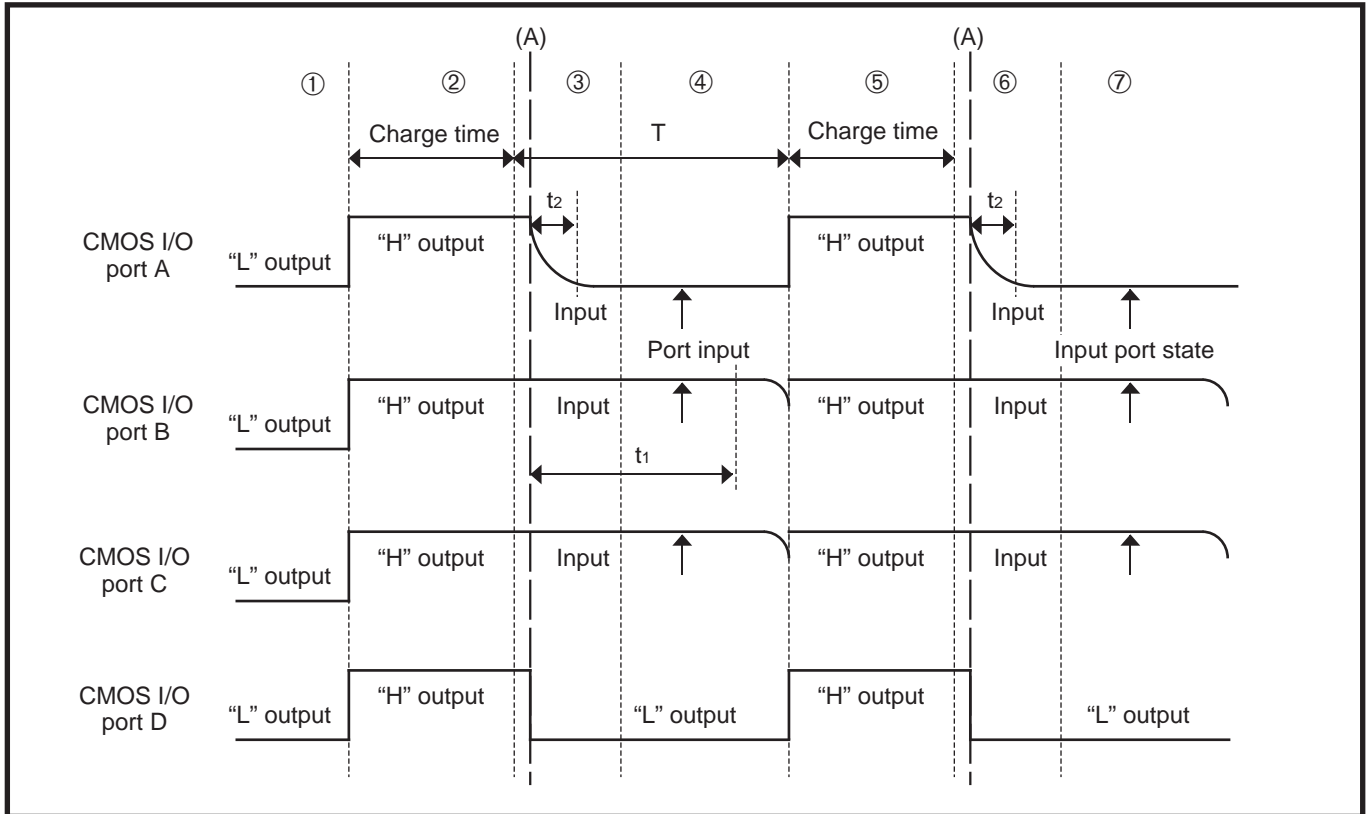 (A) (A)
① ② ③ ④ ⑤ ⑥ ⑦
Charge time T Charge time
t2 t2
CMOS I/O
port A
“L” output “H” output “H” output
Input Input
Port input Input port state
CMOS I/O
port B
“L” output “H” output Input “H” output Input
t1
CMOS I/O
port C
“L” output “H” output Input “H” output Input
CMOS I/O
port D
“L” output “H” output “L” output “H” output “L” output